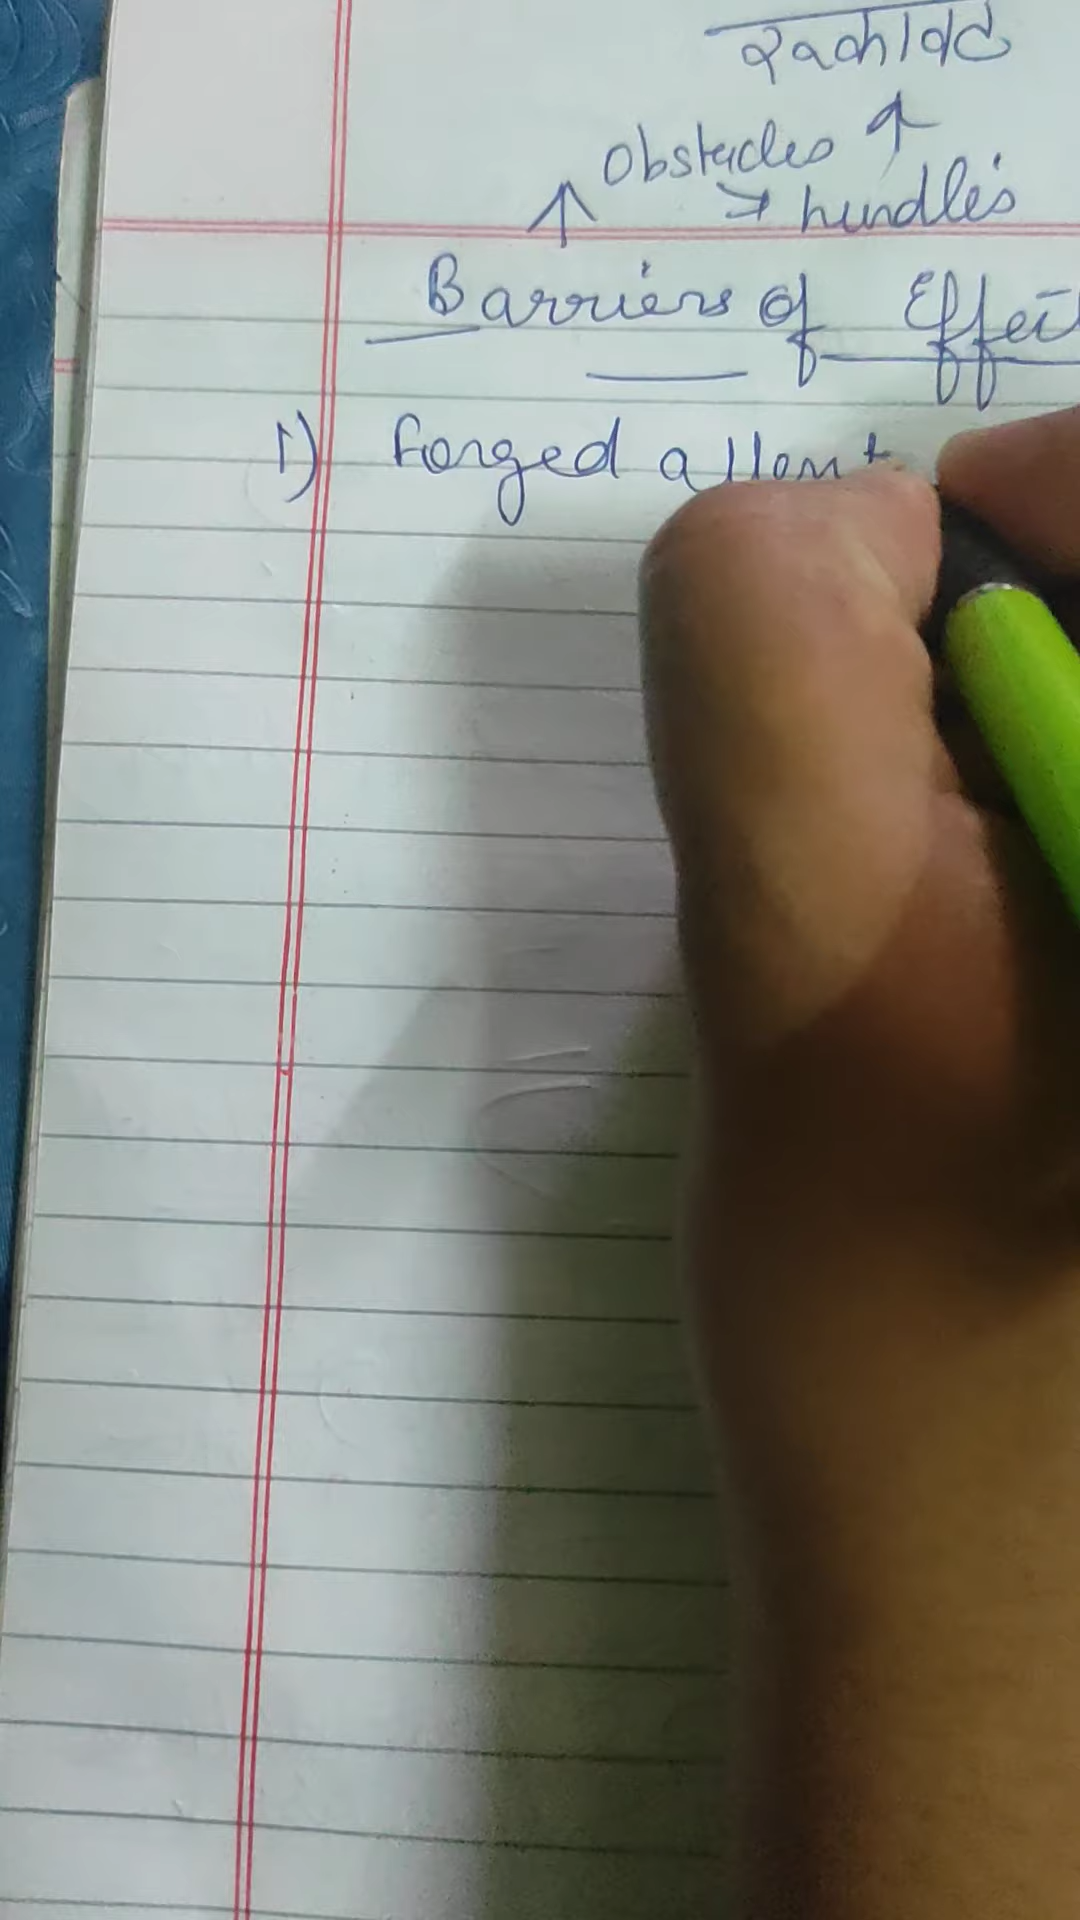 रुकावट
Obstacles
→ hurdles
Barriers of
1) Forged